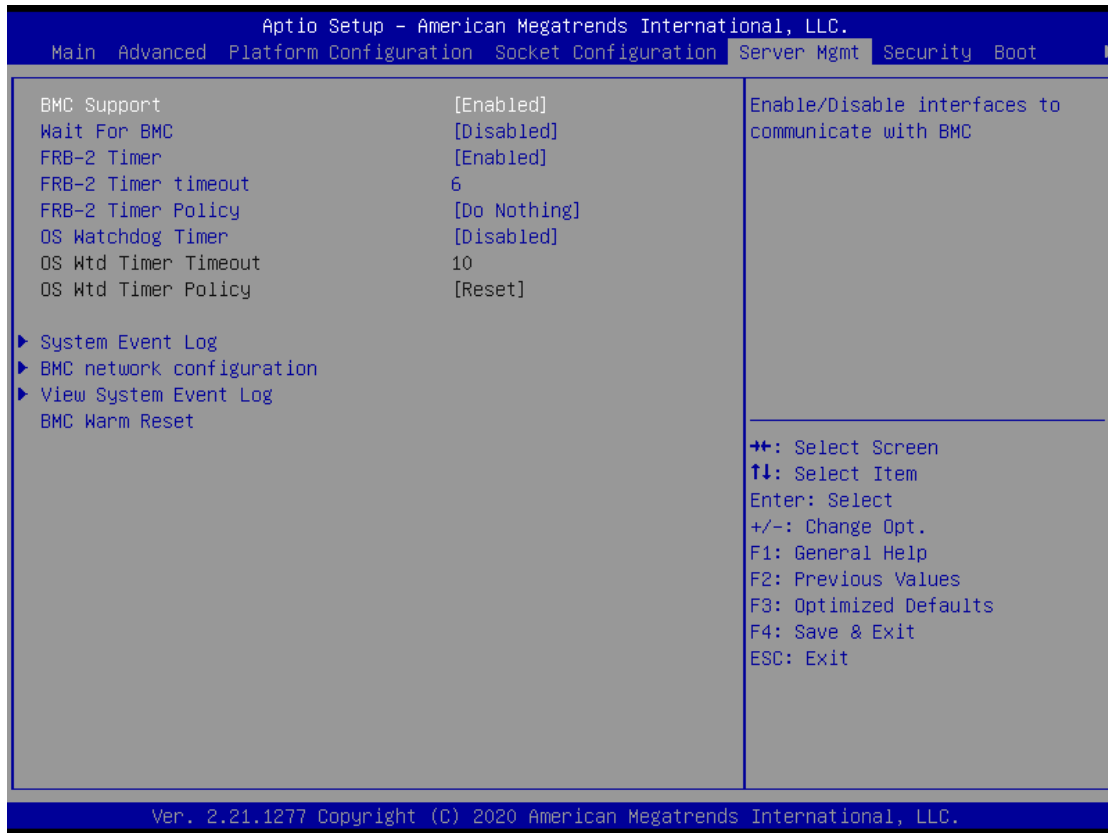 Aptio Setup – American Megatrends International, LLC.
Main Advanced Platform Configuration Socket Configuration Server Mgmt Security Boot
BMC Support [Enabled]
Wait For BMC [Disabled]
FRB-2 Timer [Enabled]
FRB-2 Timer timeout 6
FRB-2 Timer Policy [Do Nothing]
OS Watchdog Timer [Disabled]
OS Wtd Timer Timeout 10
OS Wtd Timer Policy [Reset]
System Event Log
BMC network configuration
View System Event Log
BMC Warm Reset
Enable/Disable interfaces to
communicate with BMC
→←: Select Screen
↑↓: Select Item
Enter: Select
+/-: Change Opt.
F1: General Help
F2: Previous Values
F3: Optimized Defaults
F4: Save & Exit
ESC: Exit
Ver. 2.21.1277 Copyright (C) 2020 American Megatrends International, LLC.